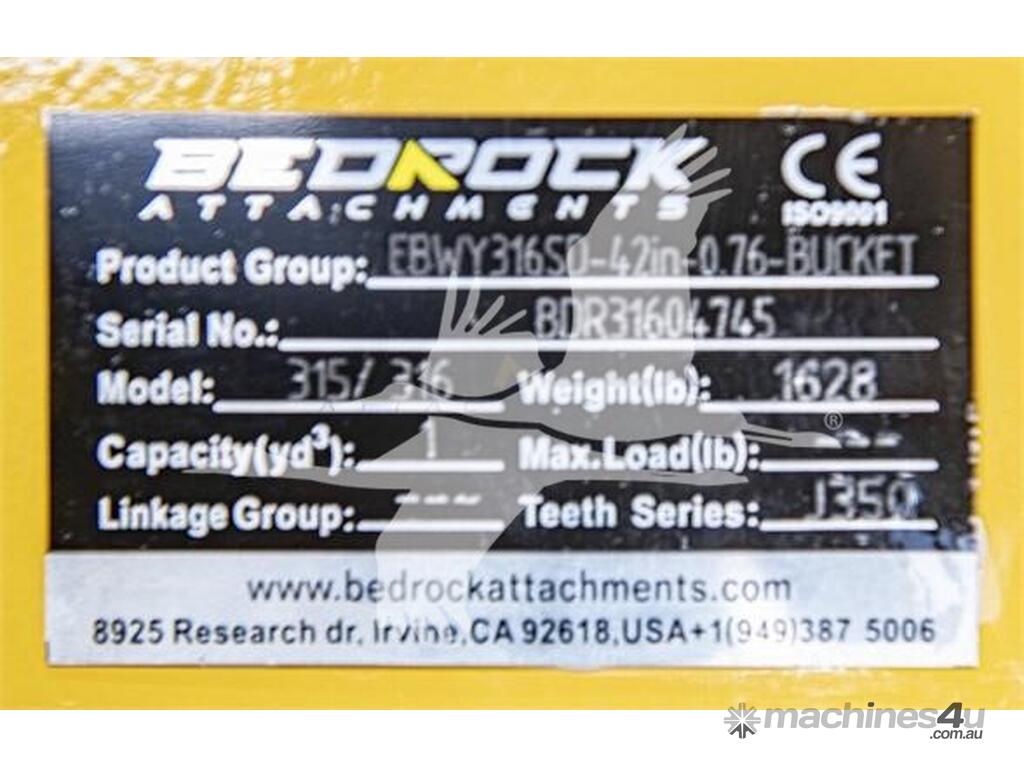 BEDROCK
ATTACHMENTS
CE
ISO9001
Product Group: EBWY316SD-42in-0.76-BUCKET
Serial No.: BDR31604745
Model: 315/ 316 Weight(lb): 1628
Capacity(yd³): 1 Max.Load(lb): ---
Linkage Group: --- Teeth Series: J350
www.bedrockattachments.com
8925 Research dr, Irvine,CA 92618,USA+1(949)387 5006
®
machines4u
.com.au